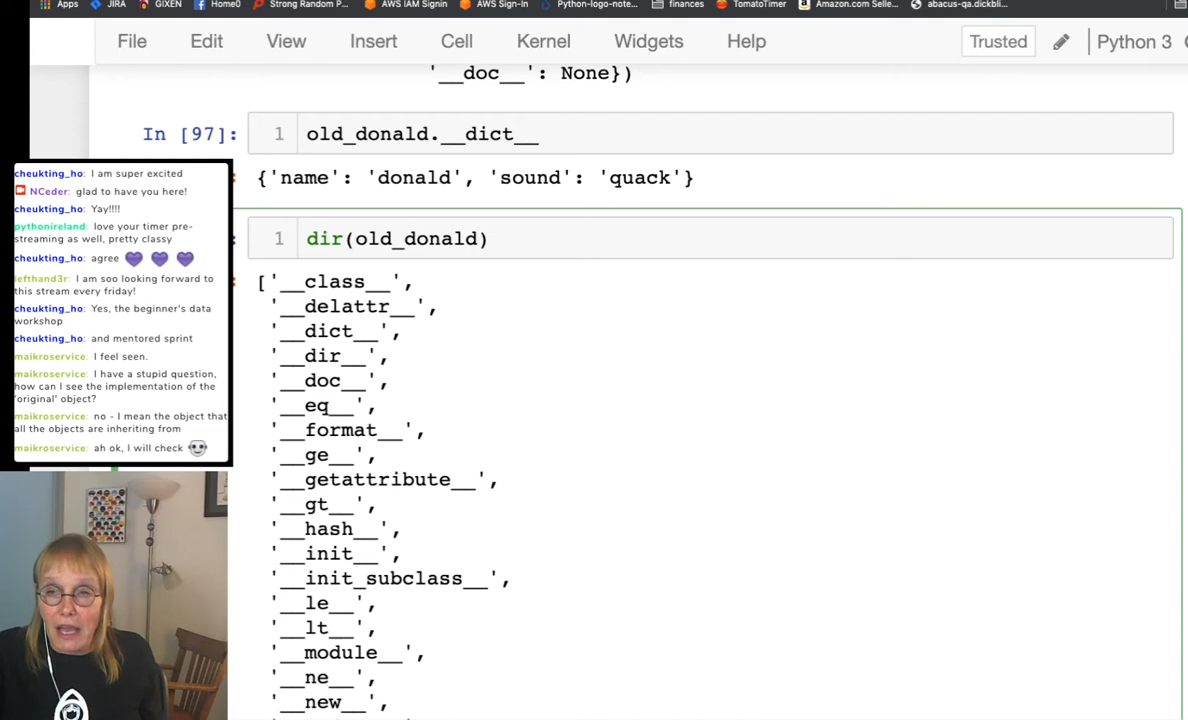 Apps JIRA GIXEN Home0 Strong Random P... AWS IAM Signin AWS Sign-In Python-logo-note... finances TomatoTimer Amazon.com Selle... abacus-qa.dickbli...
File Edit View Insert Cell Kernel Widgets Help Trusted Python 3
'__doc__': None})
In [97]: 1 old_donald.__dict__
{'name': 'donald', 'sound': 'quack'}
: 1 dir(old_donald)
['__class__',
'__delattr__',
'__dict__',
'__dir__',
'__doc__',
'__eq__',
'__format__',
'__ge__',
'__getattribute__',
'__gt__',
'__hash__',
'__init__',
'__init_subclass__',
'__le__',
'__lt__',
'__module__',
'__ne__',
'__new__',
cheukting_ho: I am super excited
NCeder: glad to have you here!
cheukting_ho: Yay!!!!
pythonireland: love your timer pre-
streaming as well, pretty classy
cheukting_ho: agree
lefthand3r: I am soo looking forward to
this stream every friday!
cheukting_ho: Yes, the beginner's data
workshop
cheukting_ho: and mentored sprint
maikroservice: I feel seen.
maikroservice: I have a stupid question,
how can I see the implementation of the
'original' object?
maikroservice: no - I mean the object that
all the objects are inheriting from
maikroservice: ah ok, I will check